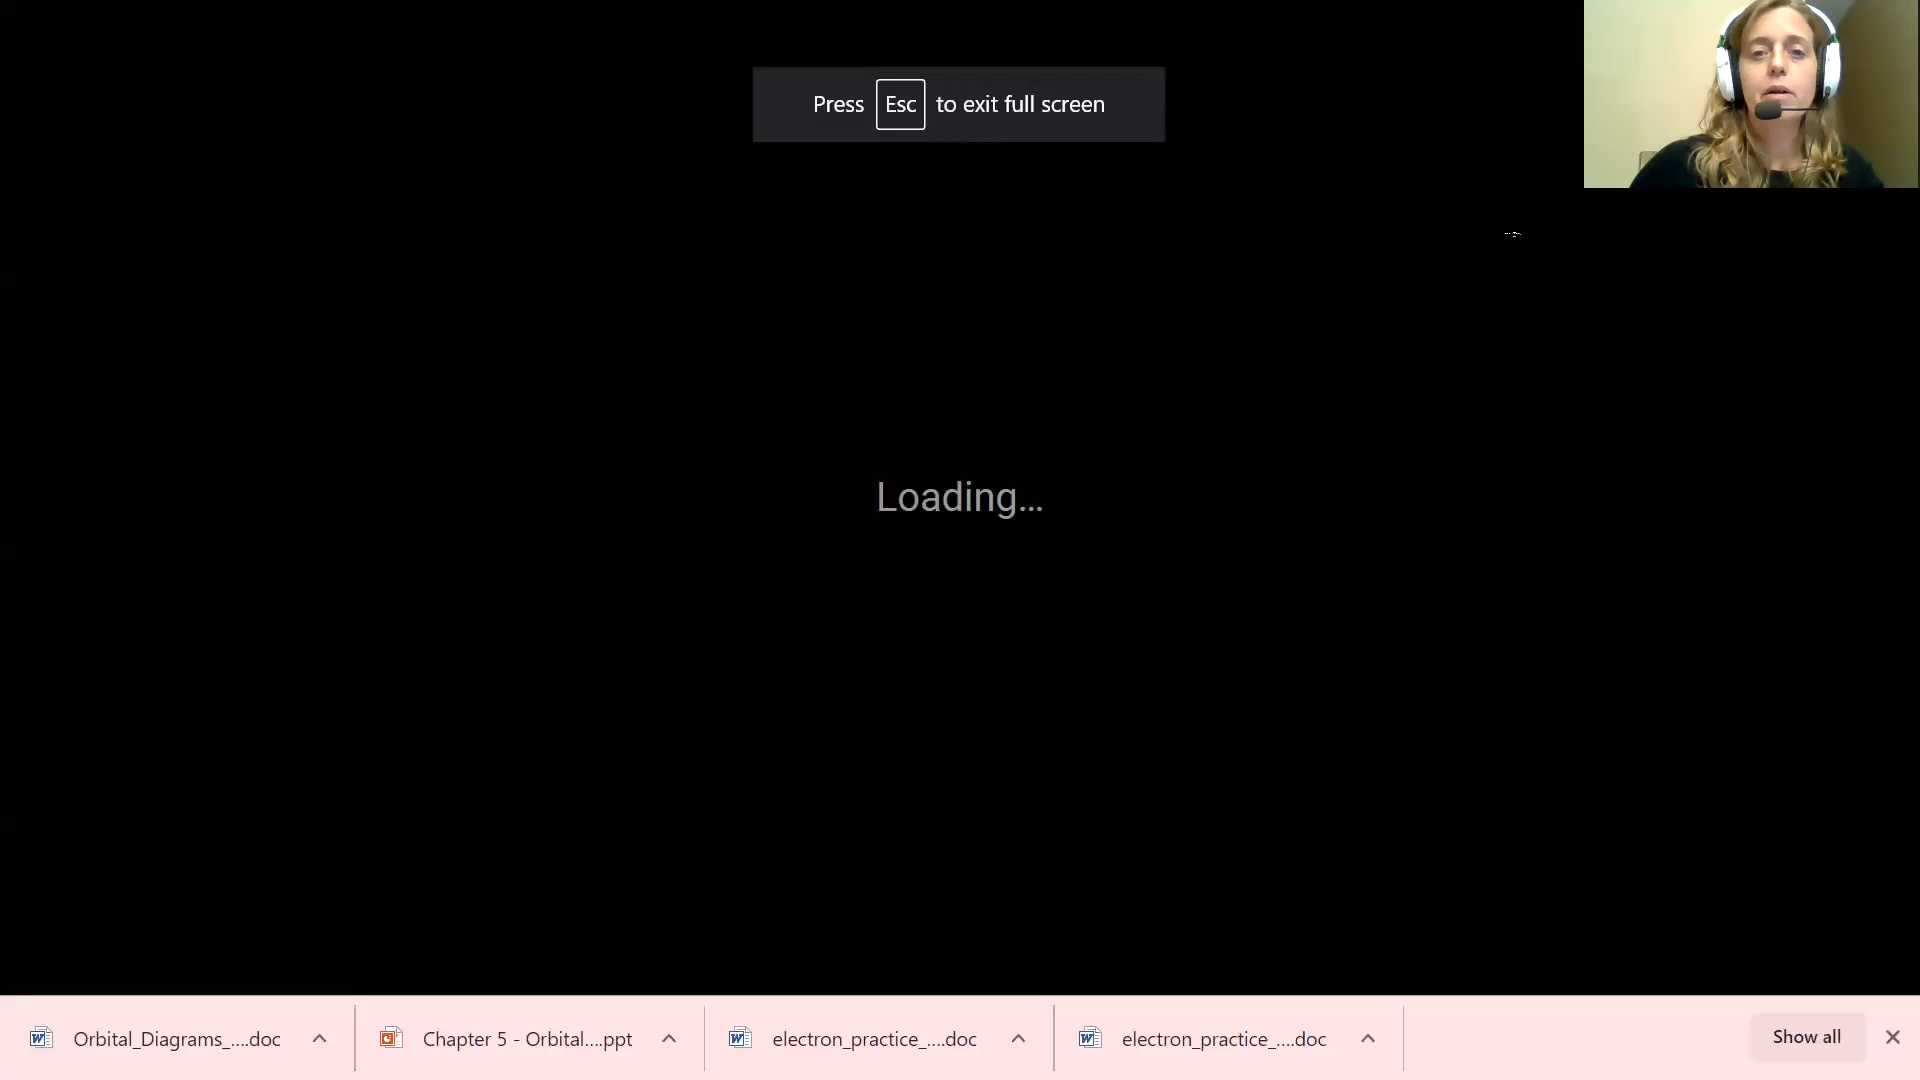 Press Esc to exit full screen
Loading...
Orbital_Diagrams_....doc
Chapter 5 - Orbital....ppt
electron_practice_....doc
electron_practice_....doc
Show all